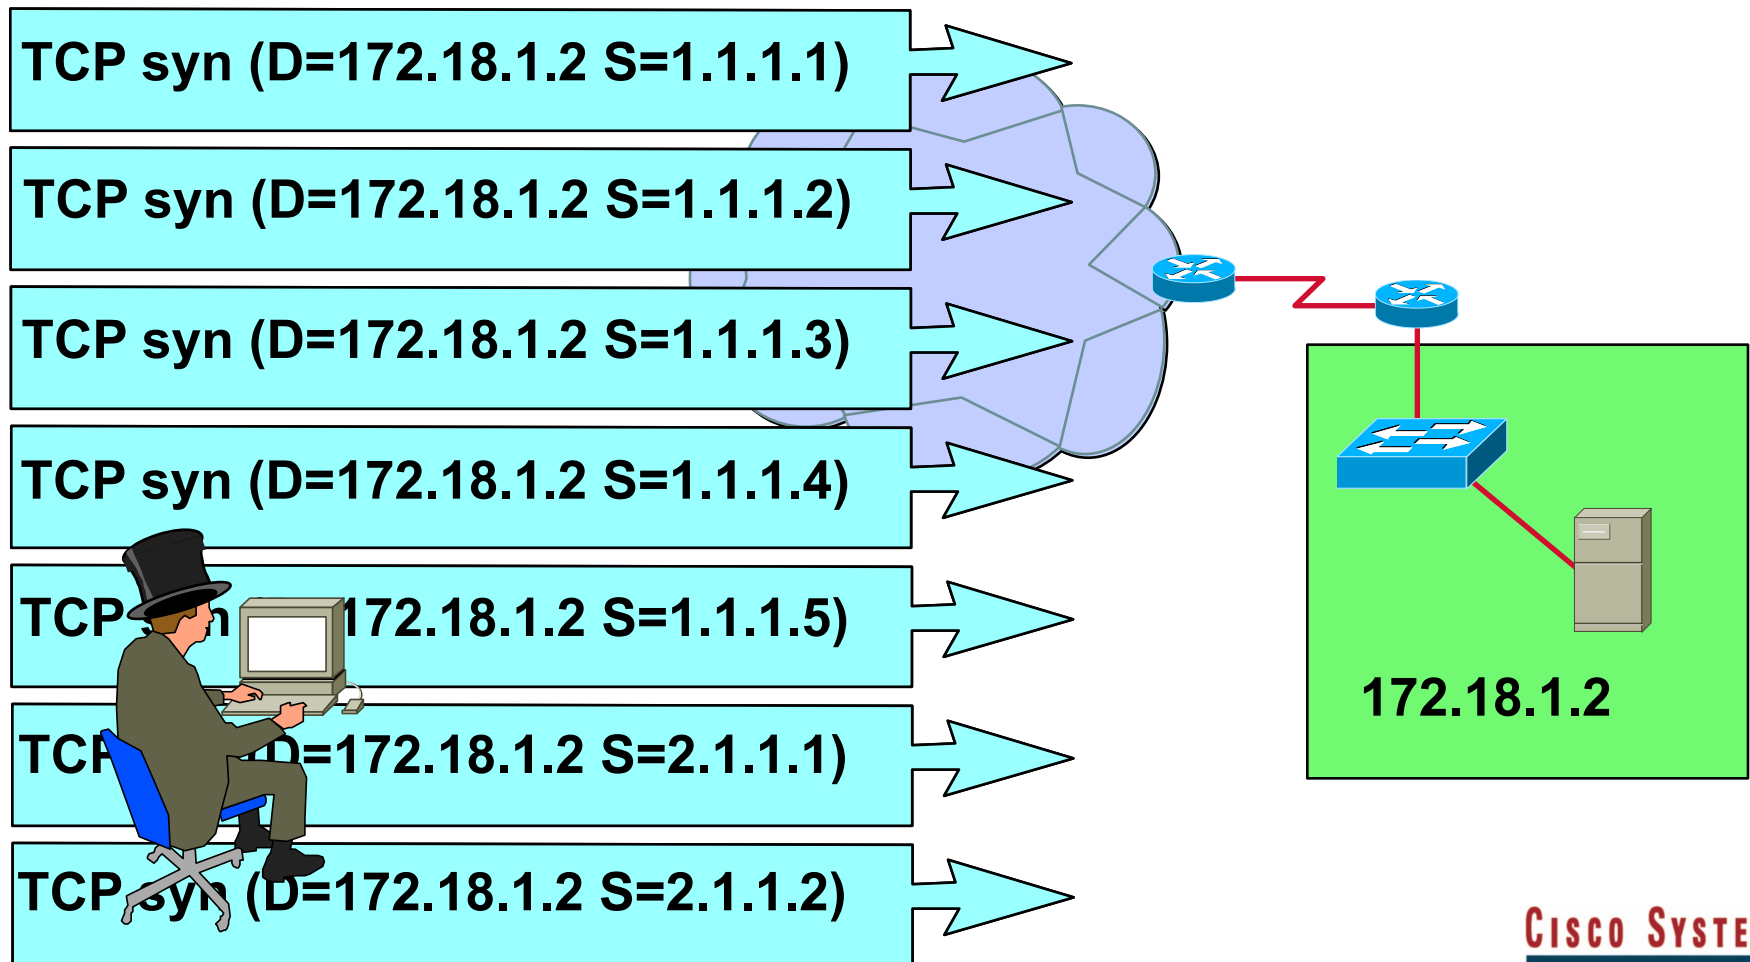 TCP syn (D=172.18.1.2 S=1.1.1.1)
TCP syn (D=172.18.1.2 S=1.1.1.2)
TCP syn (D=172.18.1.2 S=1.1.1.3)
TCP syn (D=172.18.1.2 S=1.1.1.4)
TCP syn 172.18.1.2 S=1.1.1.5)
TCP (D=172.18.1.2 S=2.1.1.1)
TCP syn (D=172.18.1.2 S=2.1.1.2)
172.18.1.2
CISCO SYSTE